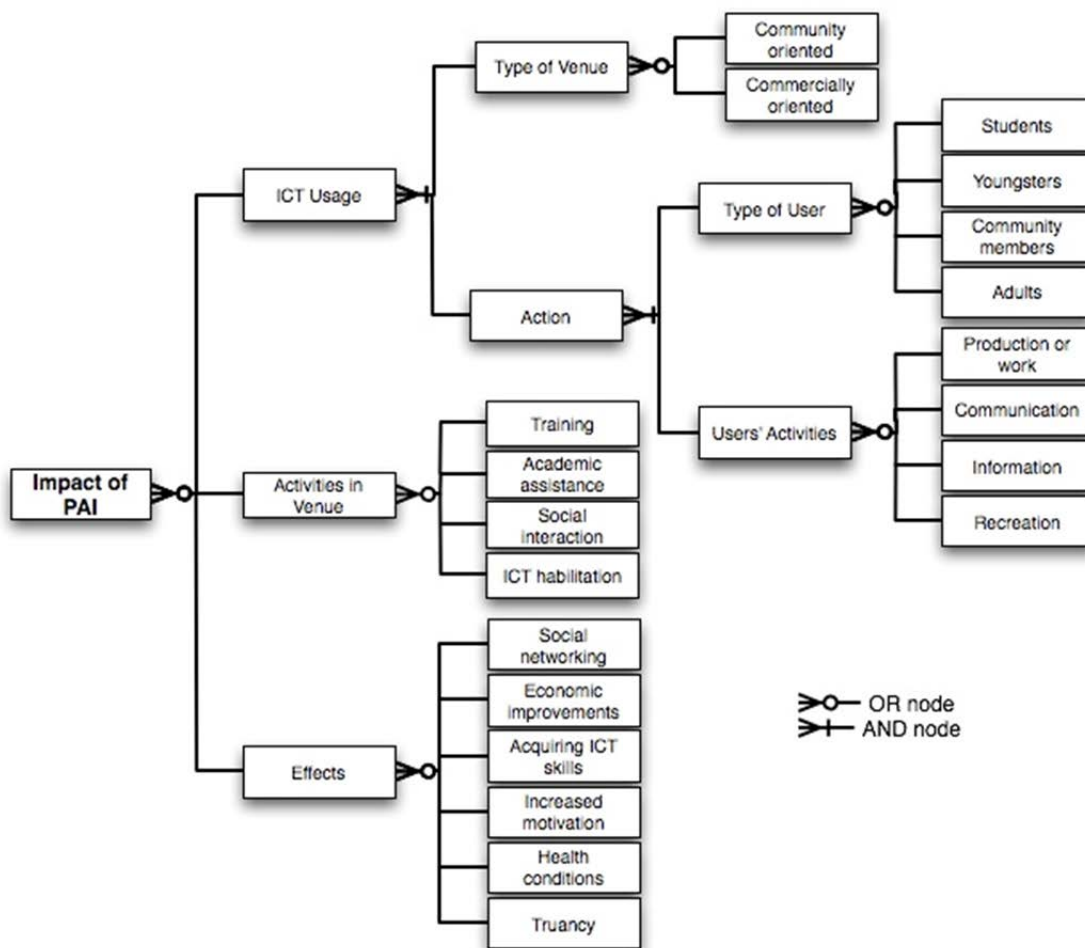 Community
oriented
Type of Venue
Commercially
oriented
Students
ICT Usage
Youngsters
Type of User
Community
members
Adults
Action
Production or
work
Communication
Users' Activities
Information
Recreation
Training
Academic
assistance
Impact of
PAI
Activities in
Venue
Social
interaction
ICT habilitation
Social
networking
Economic
improvements
Acquiring ICT
skills
Effects
Increased
motivation
Health
conditions
Truancy
OR node
AND node